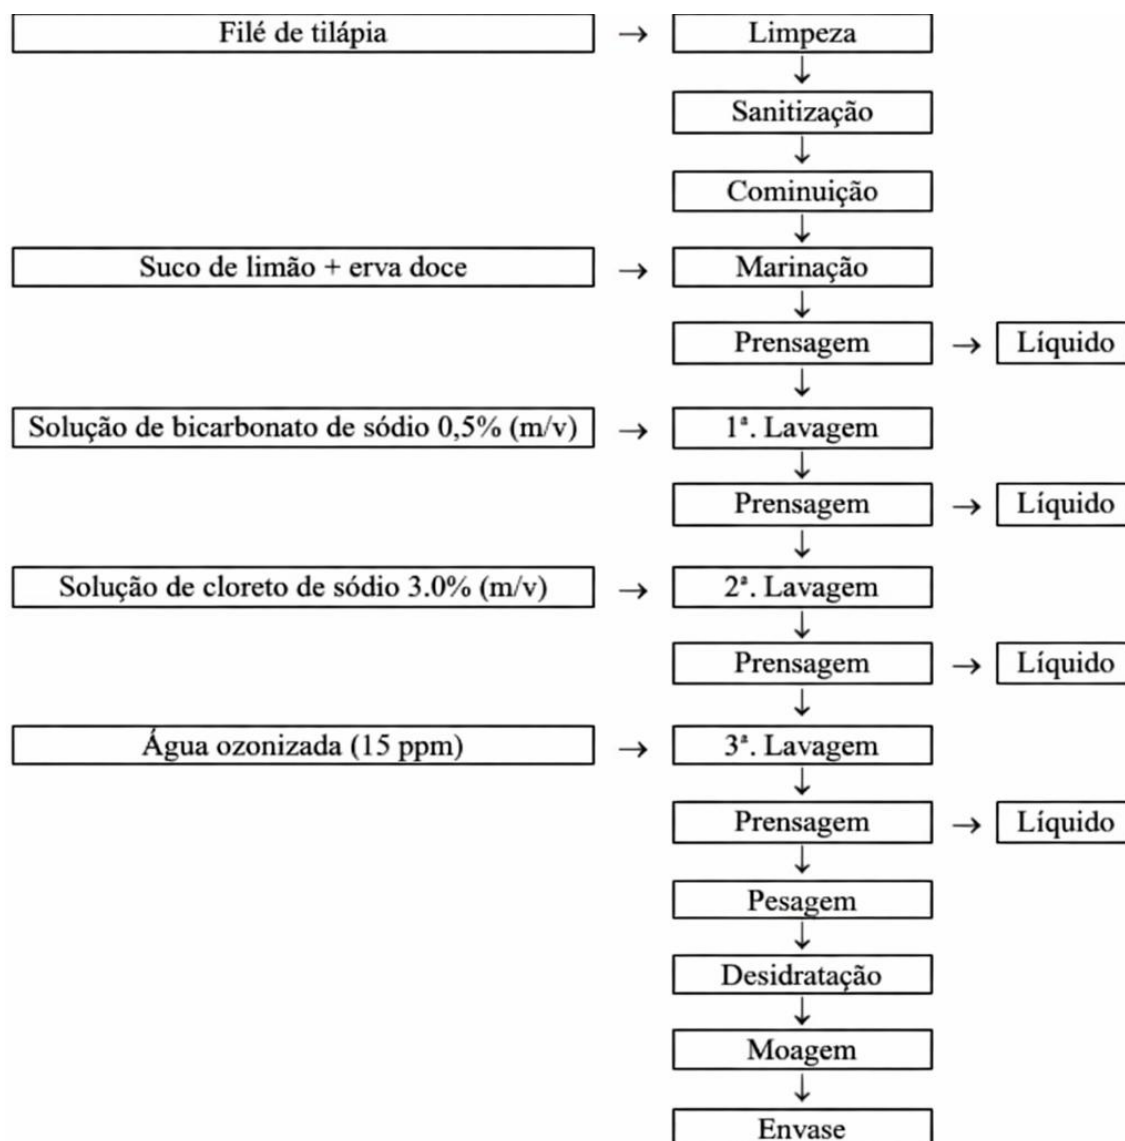 Filé de tilápia → Limpeza
↓
Sanitização
↓
Cominuição
↓
Suco de limão + erva doce → Marinação
↓
Prensagem → Líquido
↓
Solução de bicarbonato de sódio 0,5% (m/v) → 1ª. Lavagem
↓
Prensagem → Líquido
↓
Solução de cloreto de sódio 3.0% (m/v) → 2ª. Lavagem
↓
Prensagem → Líquido
↓
Água ozonizada (15 ppm) → 3ª. Lavagem
↓
Prensagem → Líquido
↓
Pesagem
↓
Desidratação
↓
Moagem
↓
Envase